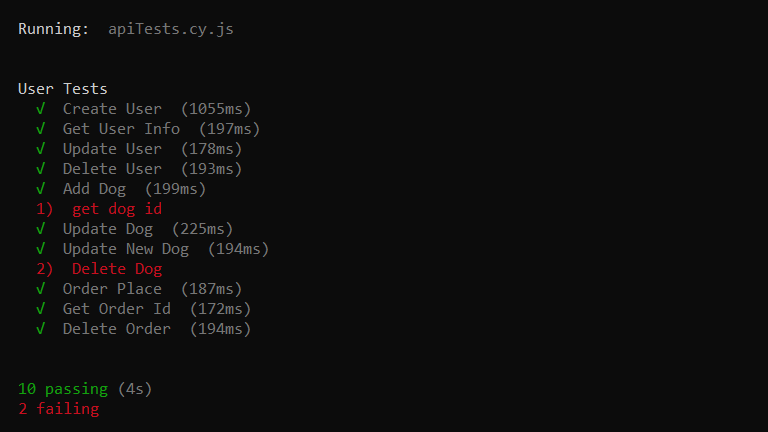 Running:  apiTests.cy.js
User Tests
√  Create User  (1055ms)
√  Get User Info  (197ms)
√  Update User  (178ms)
√  Delete User  (193ms)
√  Add Dog  (199ms)
1)  get dog id
√  Update Dog  (225ms)
√  Update New Dog  (194ms)
2)  Delete Dog
√  Order Place  (187ms)
√  Get Order Id  (172ms)
√  Delete Order  (194ms)
10 passing (4s)
2 failing